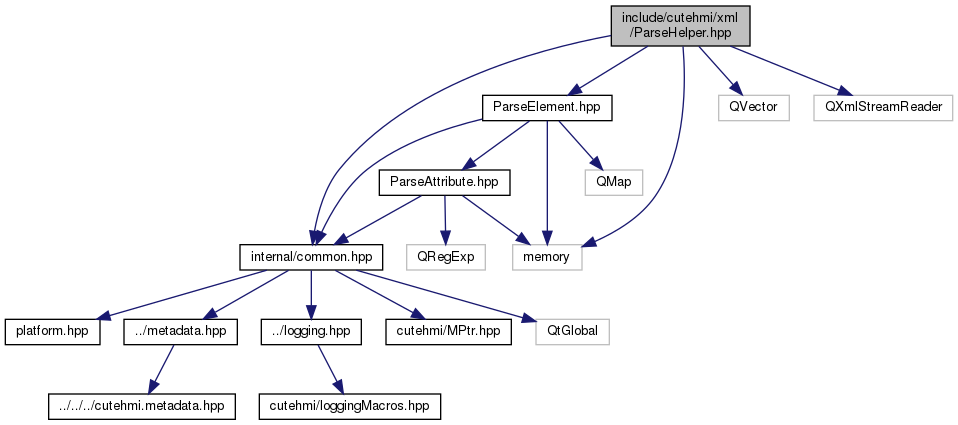 include/cutehmi/xml
/ParseHelper.hpp
ParseElement.hpp
QVector
QXmlStreamReader
ParseAttribute.hpp
QMap
internal/common.hpp
QRegExp
memory
platform.hpp
../metadata.hpp
../logging.hpp
cutehmi/MPtr.hpp
QtGlobal
../../../cutehmi.metadata.hpp
cutehmi/loggingMacros.hpp